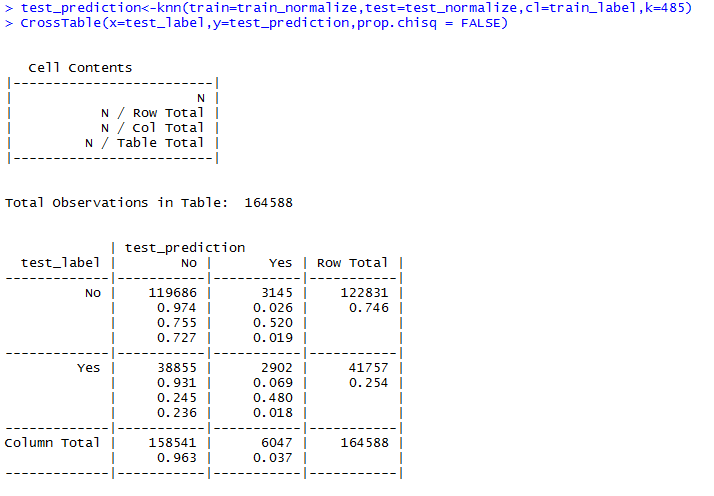 > test_prediction<-knn(train=train_normalize,test=test_normalize,cl=train_label,k=485)
> CrossTable(x=test_label,y=test_prediction,prop.chisq = FALSE)
   Cell Contents
|-------------------------|
|                       N |
|           N / Row Total |
|           N / Col Total |
|         N / Table Total |
|-------------------------|
Total Observations in Table:  164588
             | test_prediction
  test_label |        No |       Yes | Row Total |
-------------|-----------|-----------|-----------|
          No |    119686 |      3145 |    122831 |
             |     0.974 |     0.026 |     0.746 |
             |     0.755 |     0.520 |           |
             |     0.727 |     0.019 |           |
-------------|-----------|-----------|-----------|
         Yes |     38855 |      2902 |     41757 |
             |     0.931 |     0.069 |     0.254 |
             |     0.245 |     0.480 |           |
             |     0.236 |     0.018 |           |
-------------|-----------|-----------|-----------|
Column Total |    158541 |      6047 |    164588 |
             |     0.963 |     0.037 |           |
-------------|-----------|-----------|-----------|